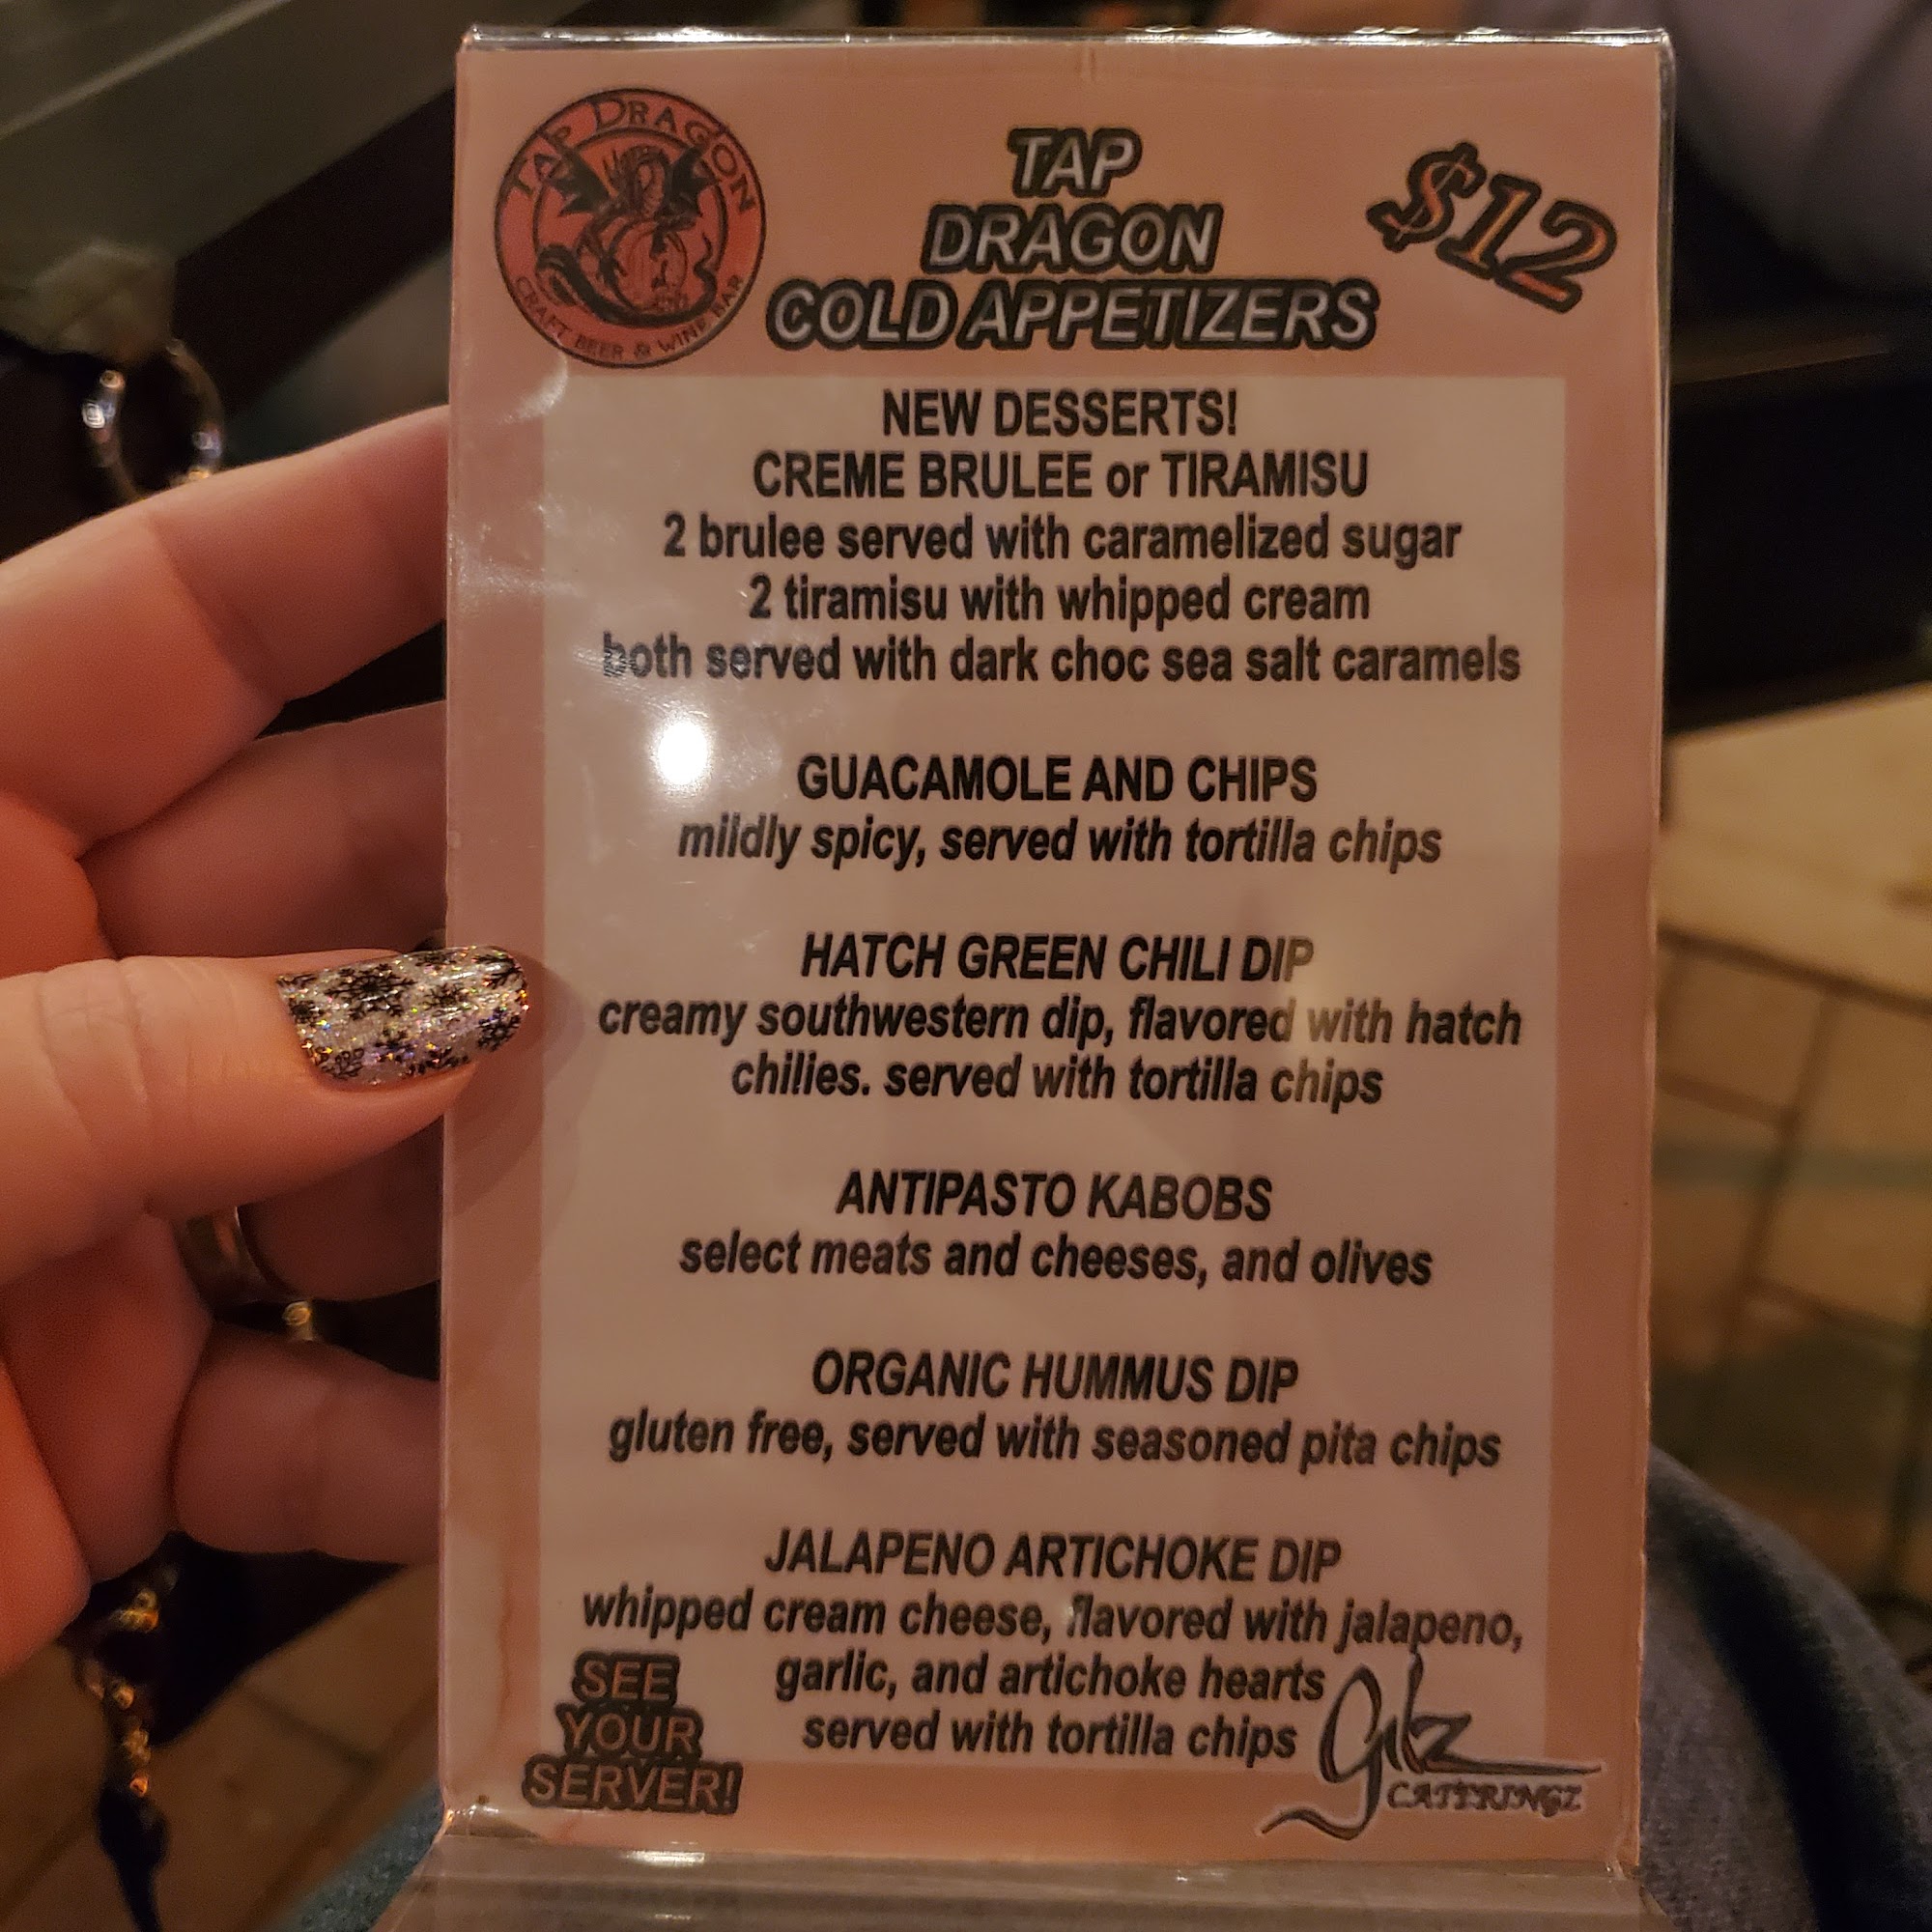 TAP DRAGON
CRAFT BEER & WINE BAR
TAP
DRAGON
COLD APPETIZERS
$12
NEW DESSERTS!
CREME BRULEE or TIRAMISU
2 brulee served with caramelized sugar
2 tiramisu with whipped cream
both served with dark choc sea salt caramels
GUACAMOLE AND CHIPS
mildly spicy, served with tortilla chips
HATCH GREEN CHILI DIP
creamy southwestern dip, flavored with hatch
chilies. served with tortilla chips
ANTIPASTO KABOBS
select meats and cheeses, and olives
ORGANIC HUMMUS DIP
gluten free, served with seasoned pita chips
JALAPENO ARTICHOKE DIP
whipped cream cheese, flavored with jalapeno,
garlic, and artichoke hearts
served with tortilla chips
SEE
YOUR
SERVER!
Gilz
CATERINGZ